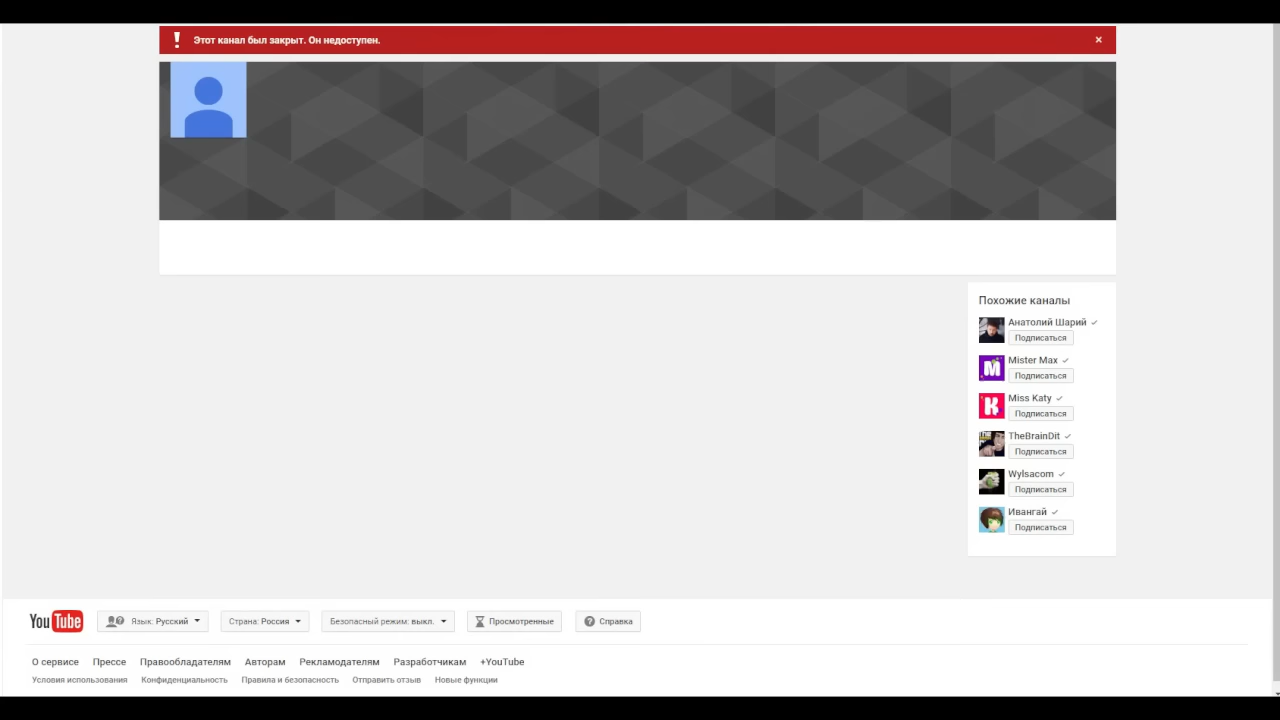 Этот канал был закрыт. Он недоступен.
Похожие каналы
Анатолий Шарий
Подписаться
Mister Max
Подписаться
Miss Katy
Подписаться
TheBrainDit
Подписаться
Wylsacom
Подписаться
Ивангай
Подписаться
YouTube Язык: Русский Страна: Россия Безопасный режим: выкл. Просмотренные Справка
О сервисе Прессе Правообладателям Авторам Рекламодателям Разработчикам +YouTube
Условия использования Конфиденциальность Правила и безопасность Отправить отзыв Новые функции